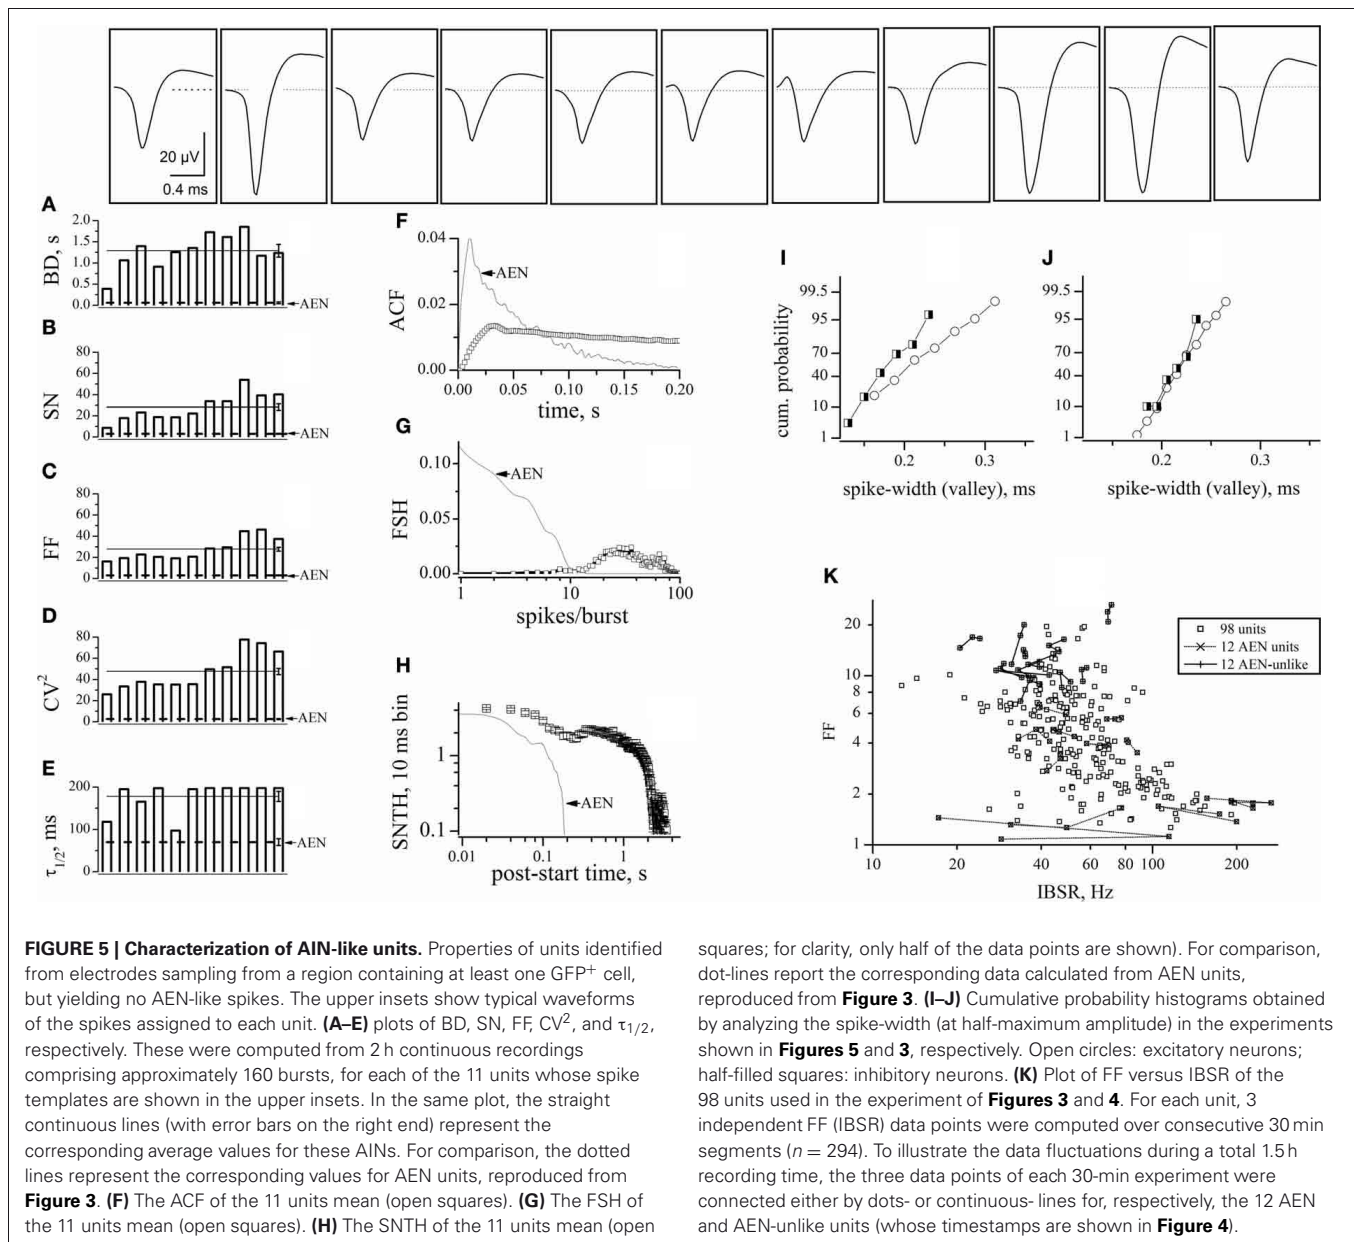 20 µV
0.4 ms
A
2.0
1.5
1.0
0.5
0.0
BD, s
AEN
B
80
60
40
20
0
SN
AEN
C
80
60
40
20
0
FF
AEN
D
80
60
40
20
0
CV²
AEN
E
200
100
0
τ1/2, ms
AEN
F
0.04
0.02
0.00
ACF
AEN
0.00 0.05 0.10 0.15 0.20
time, s
G
0.10
0.05
0.00
FSH
AEN
1 10 100
spikes/burst
H
1
0.1
SNTH, 10 ms bin
AEN
0.01 0.1 1
post-start time, s
I
99.5
95
70
40
10
1
cum. probability
0.2 0.3
spike-width (valley), ms
J
99.5
95
70
40
10
1
0.2 0.3
spike-width (valley), ms
K
20
10
8
6
4
2
1
FF
98 units
12 AEN units
12 AEN-unlike
10 20 40 60 80 100 200
IBSR, Hz
FIGURE 5 | Characterization of AIN-like units. Properties of units identified
from electrodes sampling from a region containing at least one GFP⁺ cell,
but yielding no AEN-like spikes. The upper insets show typical waveforms
of the spikes assigned to each unit. (A–E) plots of BD, SN, FF, CV², and τ1/2,
respectively. These were computed from 2 h continuous recordings
comprising approximately 160 bursts, for each of the 11 units whose spike
templates are shown in the upper insets. In the same plot, the straight
continuous lines (with error bars on the right end) represent the
corresponding average values for these AINs. For comparison, the dotted
lines represent the corresponding values for AEN units, reproduced from
Figure 3. (F) The ACF of the 11 units mean (open squares). (G) The FSH of
the 11 units mean (open squares). (H) The SNTH of the 11 units mean (open
squares; for clarity, only half of the data points are shown). For comparison,
dot-lines report the corresponding data calculated from AEN units,
reproduced from Figure 3. (I–J) Cumulative probability histograms obtained
by analyzing the spike-width (at half-maximum amplitude) in the experiments
shown in Figures 5 and 3, respectively. Open circles: excitatory neurons;
half-filled squares: inhibitory neurons. (K) Plot of FF versus IBSR of the
98 units used in the experiment of Figures 3 and 4. For each unit, 3
independent FF (IBSR) data points were computed over consecutive 30 min
segments (n = 294). To illustrate the data fluctuations during a total 1.5 h
recording time, the three data points of each 30-min experiment were
connected either by dots- or continuous- lines for, respectively, the 12 AEN
and AEN-unlike units (whose timestamps are shown in Figure 4).